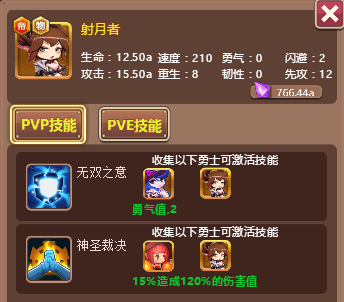 帝 物 射月者
生命：12.50a 速度：210 勇气：0 闪避：2
攻击：15.50a 重生：8 韧性：0 先攻：12
766.44a
PVP技能 PVE技能
收集以下勇士可激活技能
无双之意
勇气值,2
收集以下勇士可激活技能
神圣裁决
15%造成120%的伤害值